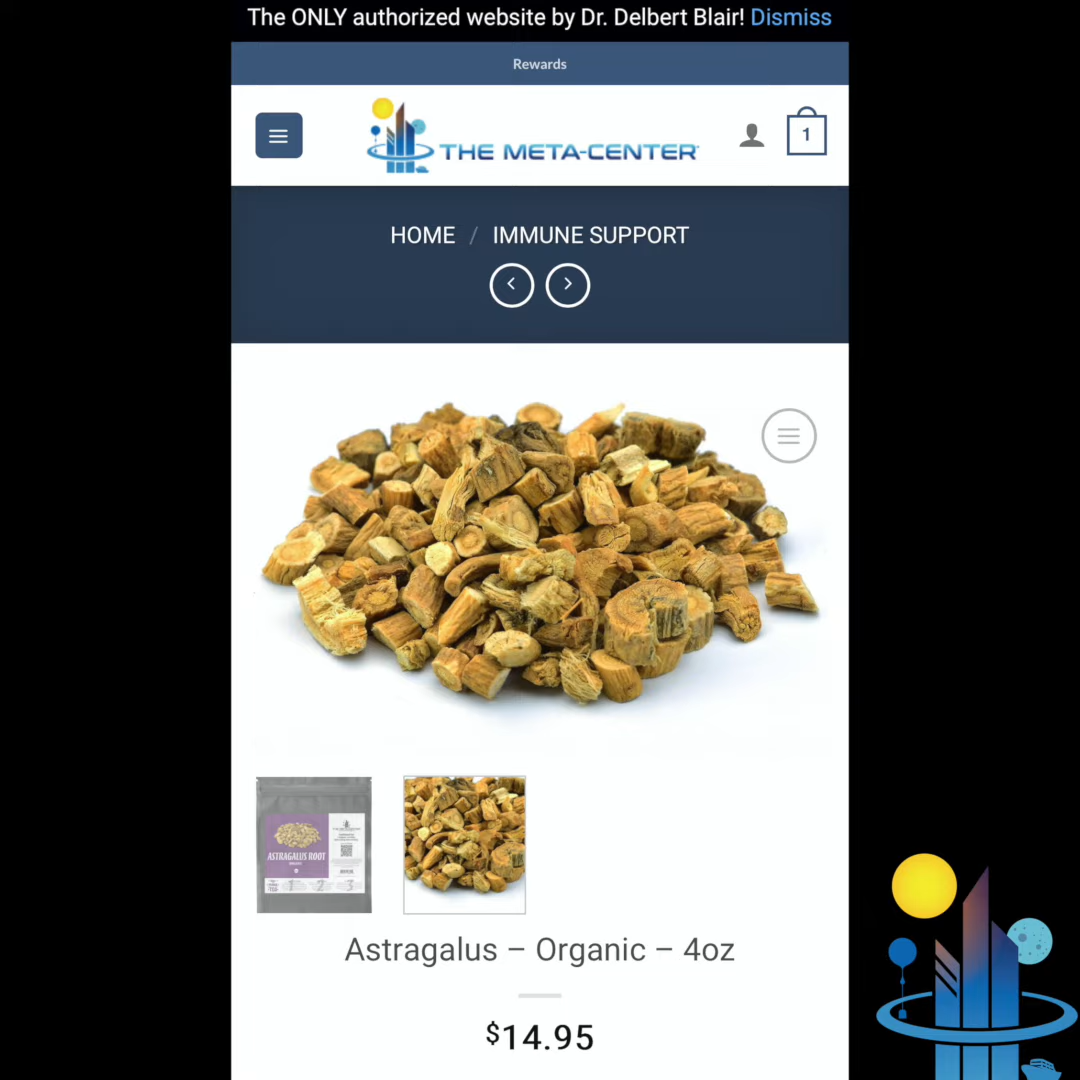 The ONLY authorized website by Dr. Delbert Blair! Dismiss
Rewards
THE META-CENTER
1
HOME / IMMUNE SUPPORT
ASTRAGALUS ROOT
Astragalus – Organic – 4oz
$14.95